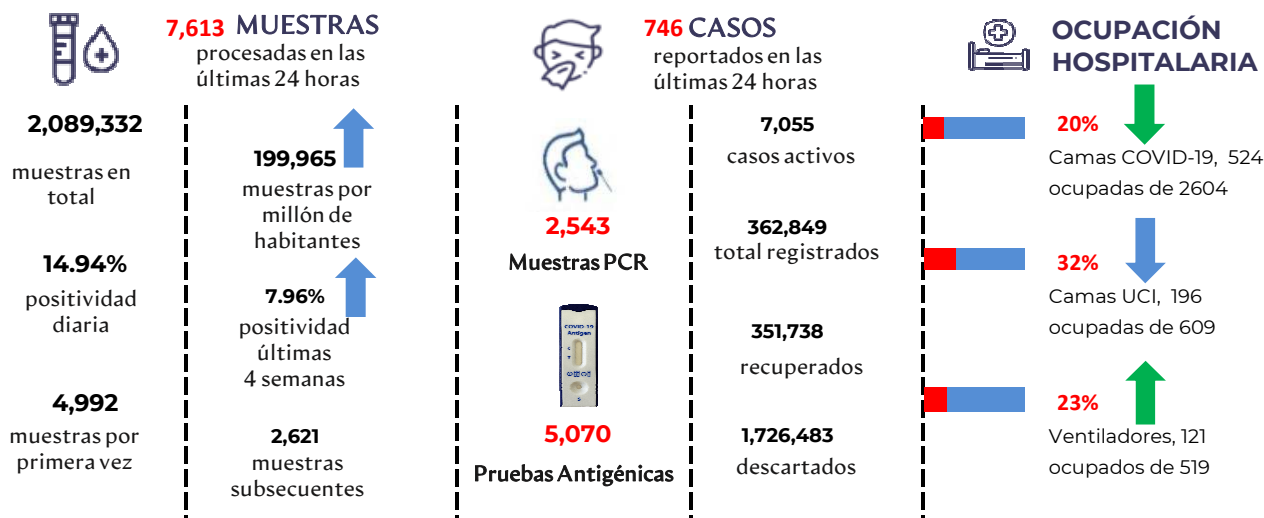 7,613 MUESTRAS
procesadas en las
últimas 24 horas
2,089,332
muestras en
total
14.94%
positividad
diaria
4,992
muestras por
primera vez
199,965
muestras por
millón de
habitantes
7.96%
positividad
últimas
4 semanas
2,621
muestras
subsecuentes
746 CASOS
reportados en las
últimas 24 horas
2,543
Muestras PCR
COVID-19
Antigen
C
T
S
5,070
Pruebas Antigénicas
7,055
casos activos
362,849
total registrados
351,738
recuperados
1,726,483
descartados
OCUPACIÓN
HOSPITALARIA
20%
Camas COVID-19, 524
ocupadas de 2604
32%
Camas UCI, 196
ocupadas de 609
23%
Ventiladores, 121
ocupados de 519